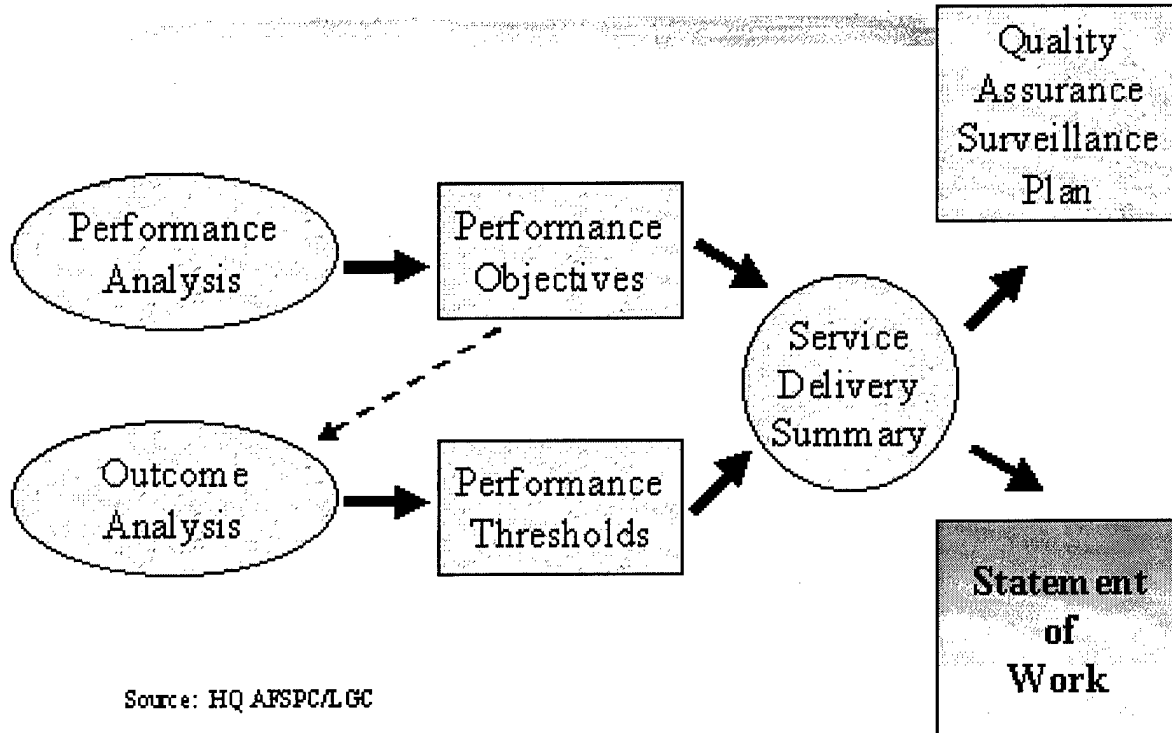 Quality
Assurance
Surveillance
Plan
Performance
Analysis
Performance
Objectives
Service
Delivery
Summary
Outcome
Analysis
Performance
Thresholds
Statement
of
Work
Source: HQ AFSPC/LGC